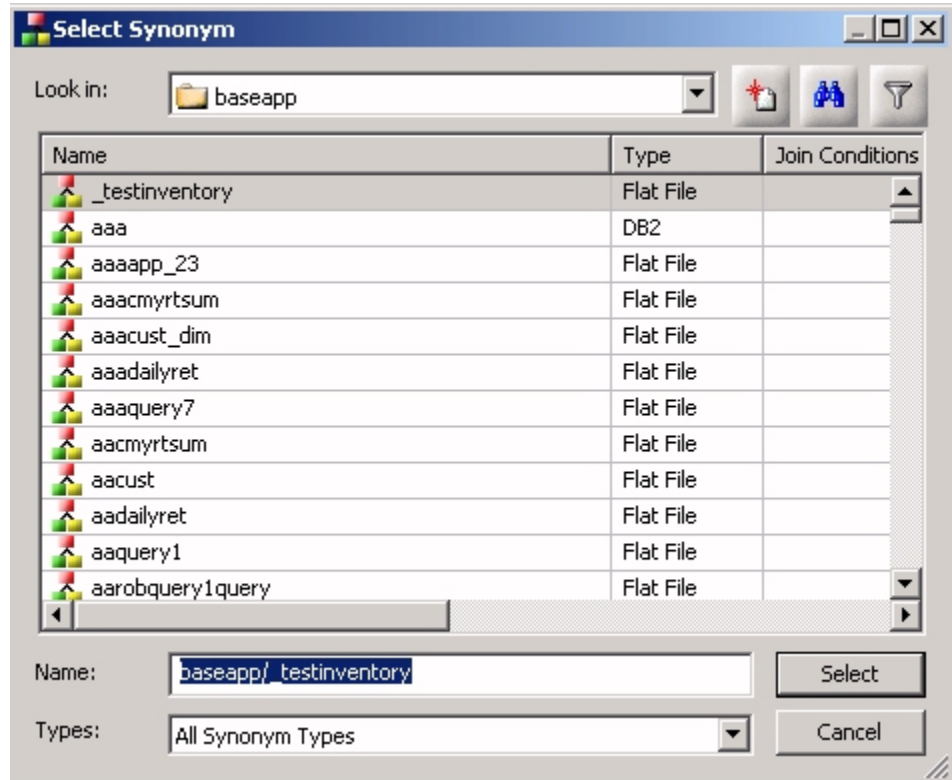 Select Synonym
Look in: baseapp
Name Type Join Conditions
_testinventory Flat File
aaa DB2
aaaapp_23 Flat File
aaacmyrtsum Flat File
aaacust_dim Flat File
aaadailyret Flat File
aaaquery7 Flat File
aacmyrtsum Flat File
aacust Flat File
aadailyret Flat File
aaquery1 Flat File
aarobquery1query Flat File
Name: baseapp/_testinventory Select
Types: All Synonym Types Cancel